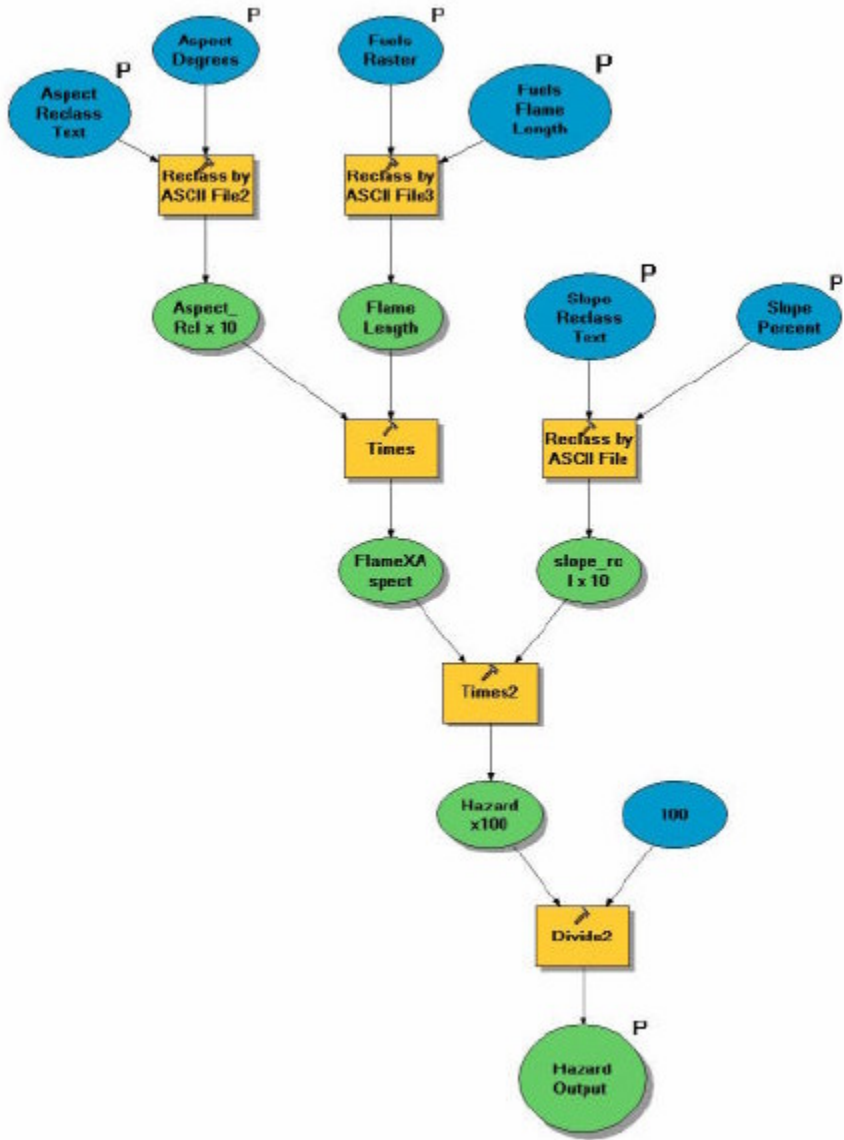 P
Aspect
Degrees
P
Fuels
Raster
P
Aspect
Reclass
Text
P
Fuels
Flame
Length
Reclass by
ASCII File2
Reclass by
ASCII File3
Aspect_
Rcl x 10
Flame
Length
P
Slope
Reclass
Text
P
Slope
Percent
Times
Reclass by
ASCII File
FlameXA
spect
slope_rc
l x 10
Times2
Hazard
x100
100
Divide2
P
Hazard
Output